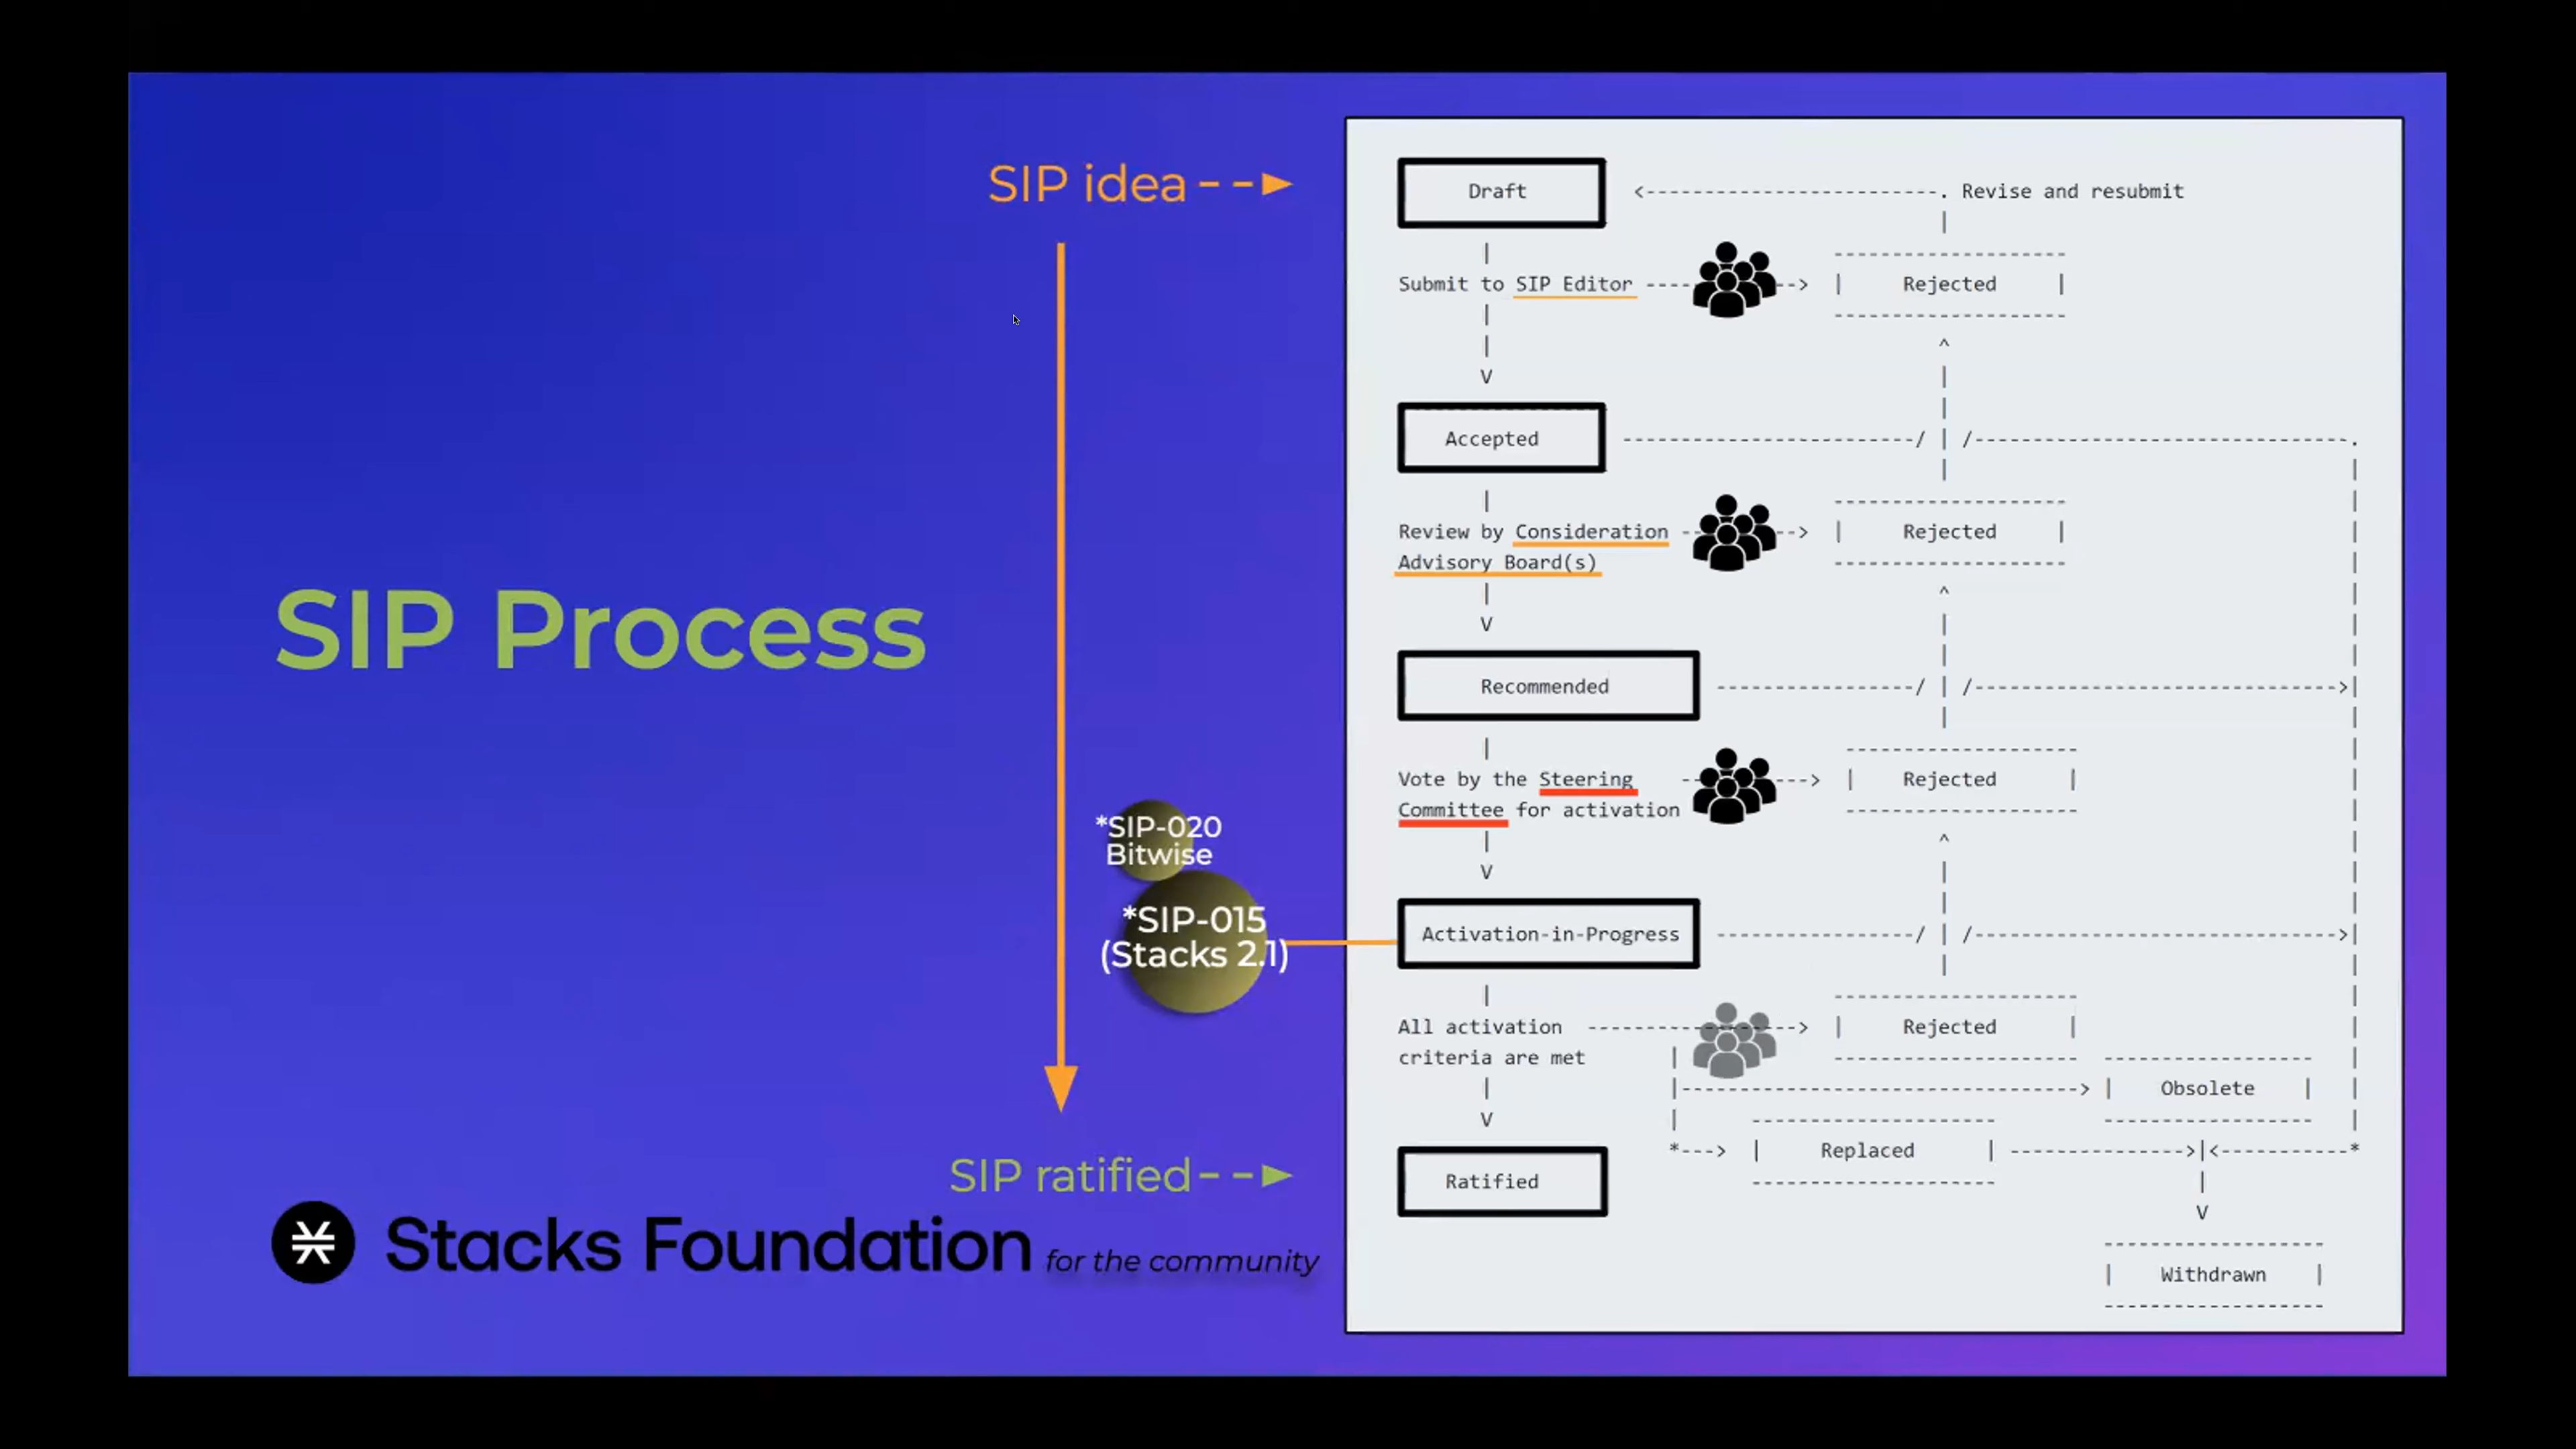 SIP idea
Draft
Revise and resubmit
Submit to SIP Editor
Rejected
Accepted
Review by Consideration
Advisory Board(s)
Rejected
SIP Process
Recommended
Vote by the Steering
Committee for activation
Rejected
*SIP-020
Bitwise
*SIP-015
(Stacks 2.1)
Activation-in-Progress
All activation
criteria are met
Rejected
Obsolete
Replaced
SIP ratified
Ratified
Withdrawn
Stacks Foundation for the community